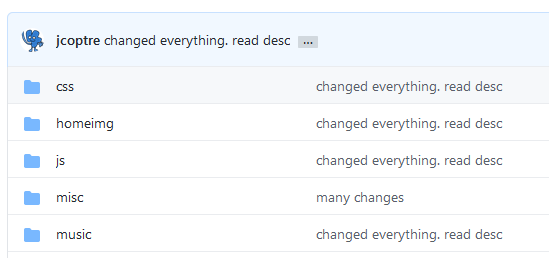 jcoptre changed everything. read desc ...
css changed everything. read desc
homeimg changed everything. read desc
js changed everything. read desc
misc many changes
music changed everything. read desc